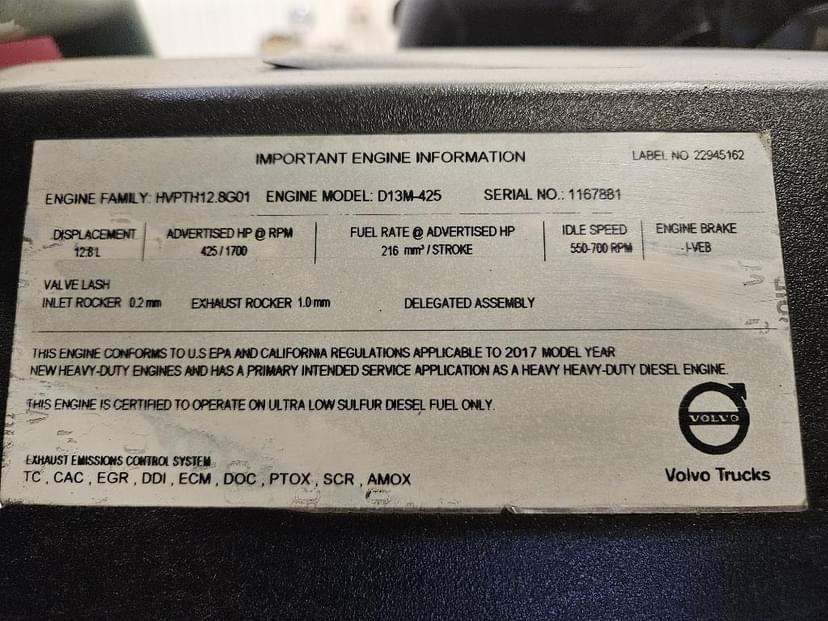 IMPORTANT ENGINE INFORMATION
LABEL NO 22945162
ENGINE FAMILY: HVPTH12.8G01 ENGINE MODEL: D13M-425 SERIAL NO.: 1167881
DISPLACEMENT ADVERTISED HP @ RPM FUEL RATE @ ADVERTISED HP IDLE SPEED ENGINE BRAKE
12.8 L 425 / 1700 216 mm³ / STROKE 550-700 RPM I-VEB
VALVE LASH
INLET ROCKER 0.2 mm EXHAUST ROCKER 1.0 mm DELEGATED ASSEMBLY
THIS ENGINE CONFORMS TO U.S EPA AND CALIFORNIA REGULATIONS APPLICABLE TO 2017 MODEL YEAR
NEW HEAVY-DUTY ENGINES AND HAS A PRIMARY INTENDED SERVICE APPLICATION AS A HEAVY HEAVY-DUTY DIESEL ENGINE.
THIS ENGINE IS CERTIFIED TO OPERATE ON ULTRA LOW SULFUR DIESEL FUEL ONLY.
VOLVO
EXHAUST EMISSIONS CONTROL SYSTEM
TC , CAC , EGR , DDI , ECM , DOC , PTOX , SCR , AMOX
Volvo Trucks